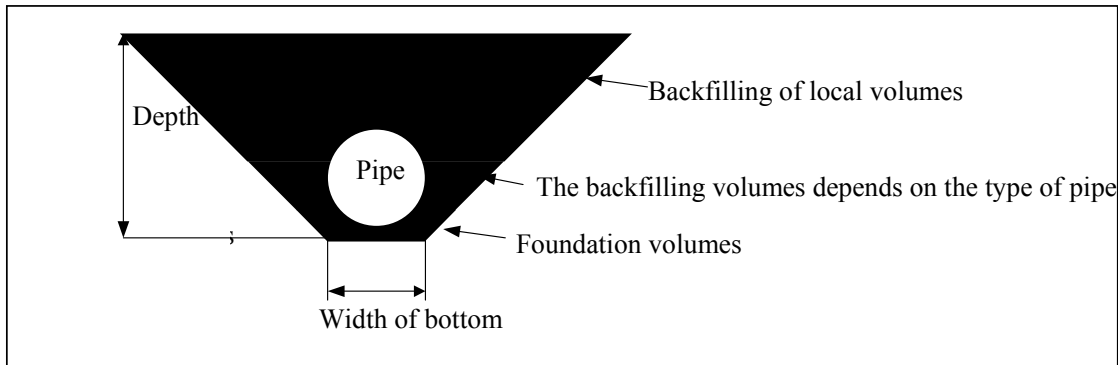 Backfilling of local volumes
Depth
Pipe
The backfilling volumes depends on the type of pipe
Foundation volumes
Width of bottom